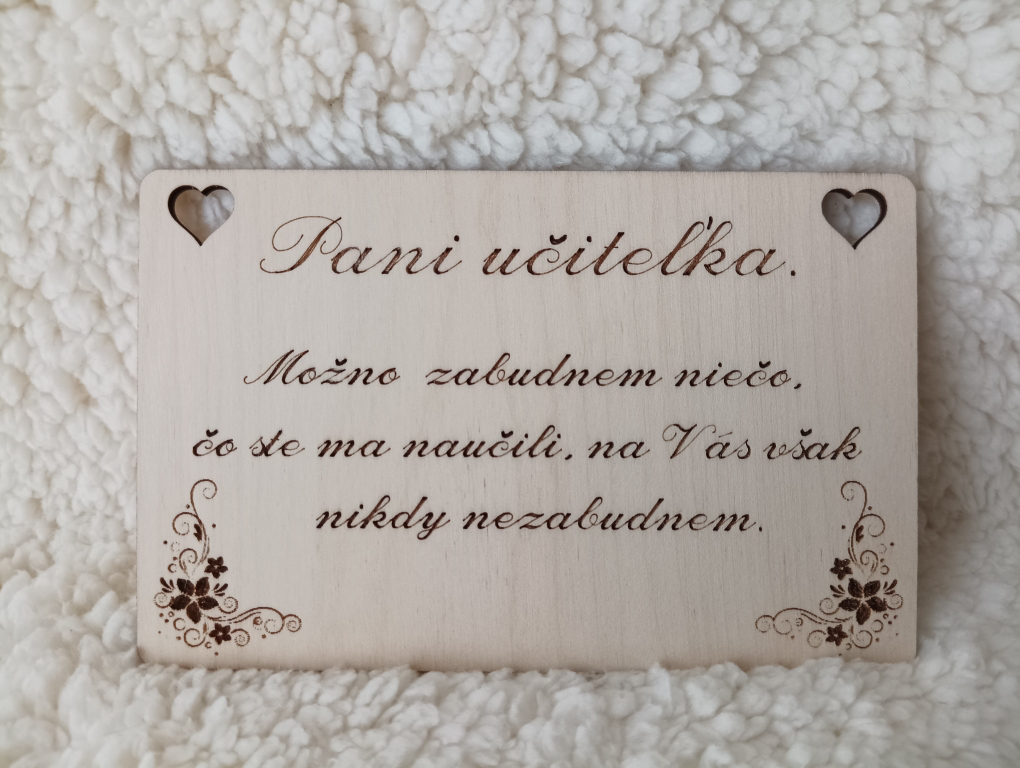 Pani učiteľka.
Možno zabudnem niečo,
čo ste ma naučili, na Vás však
nikdy nezabudnem.